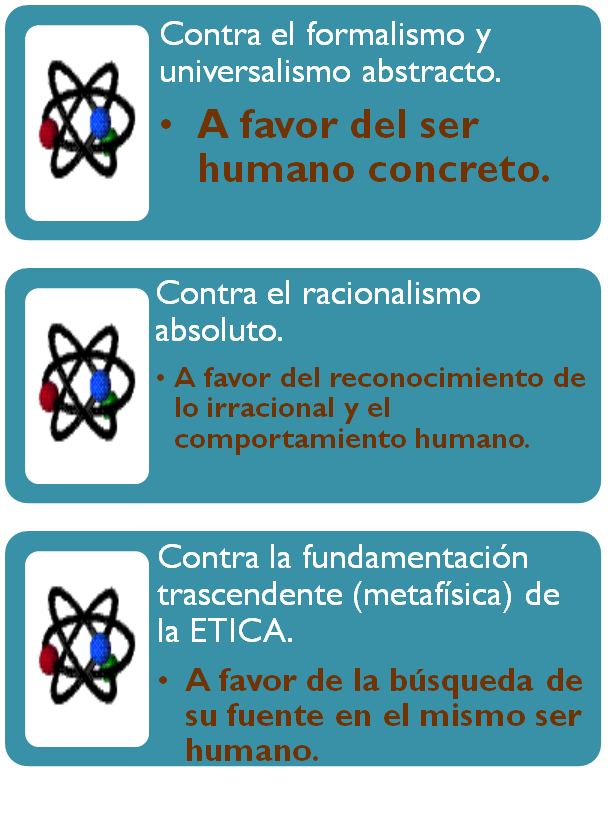 Contra el formalismo y
universalismo abstracto.
• A favor del ser
humano concreto.
Contra el racionalismo
absoluto.
• A favor del reconocimiento de
lo irracional y el
comportamiento humano.
Contra la fundamentación
trascendente (metafísica) de
la ETICA.
• A favor de la búsqueda de
su fuente en el mismo ser
humano.